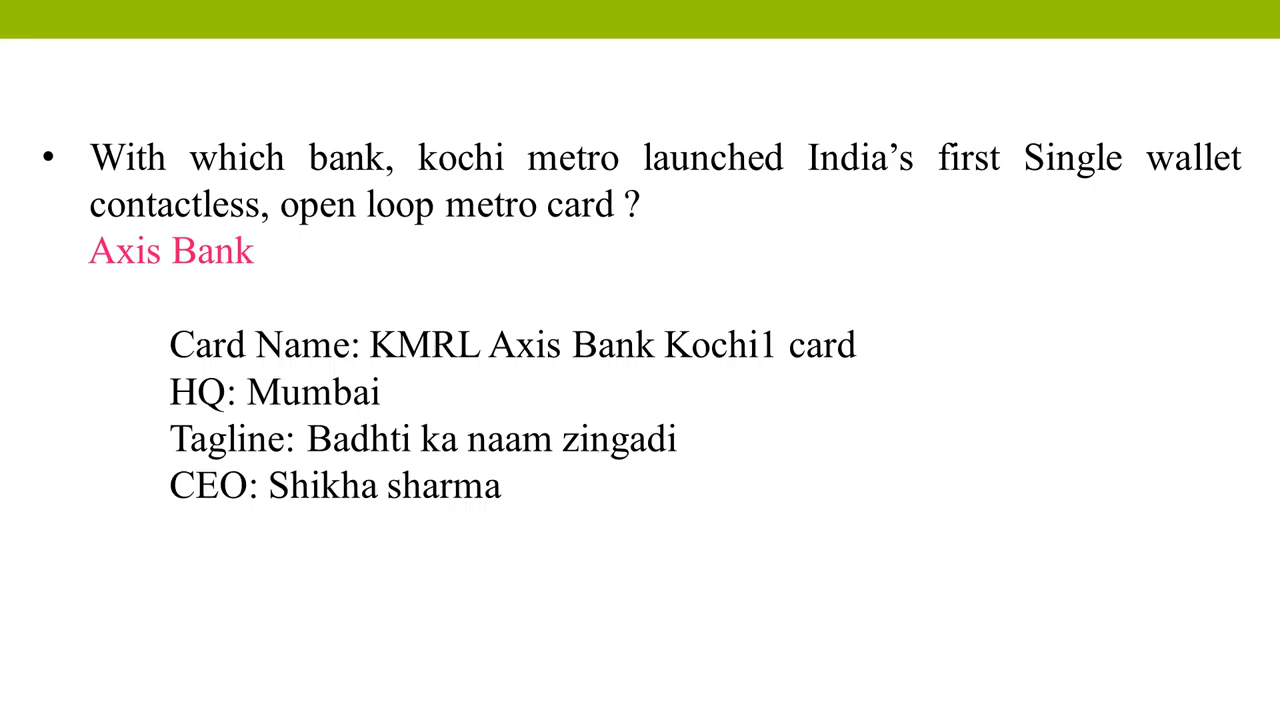 • With which bank, kochi metro launched India’s first Single wallet
contactless, open loop metro card ?
Axis Bank
Card Name: KMRL Axis Bank Kochi1 card
HQ: Mumbai
Tagline: Badhti ka naam zingadi
CEO: Shikha sharma